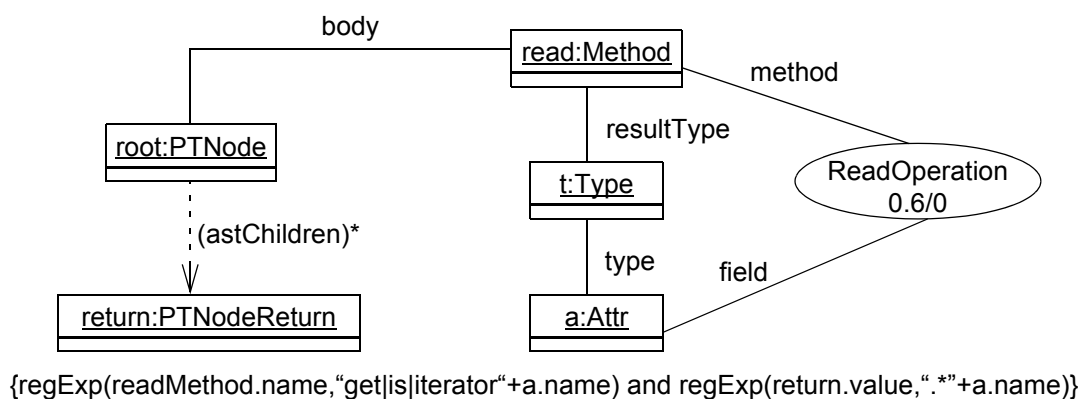 body
read:Method
method
resultType
root:PTNode
t:Type
ReadOperation
0.6/0
(astChildren)*
type
field
return:PTNodeReturn
a:Attr
{regExp(readMethod.name,“get|is|iterator“+a.name) and regExp(return.value,“.*”+a.name)}